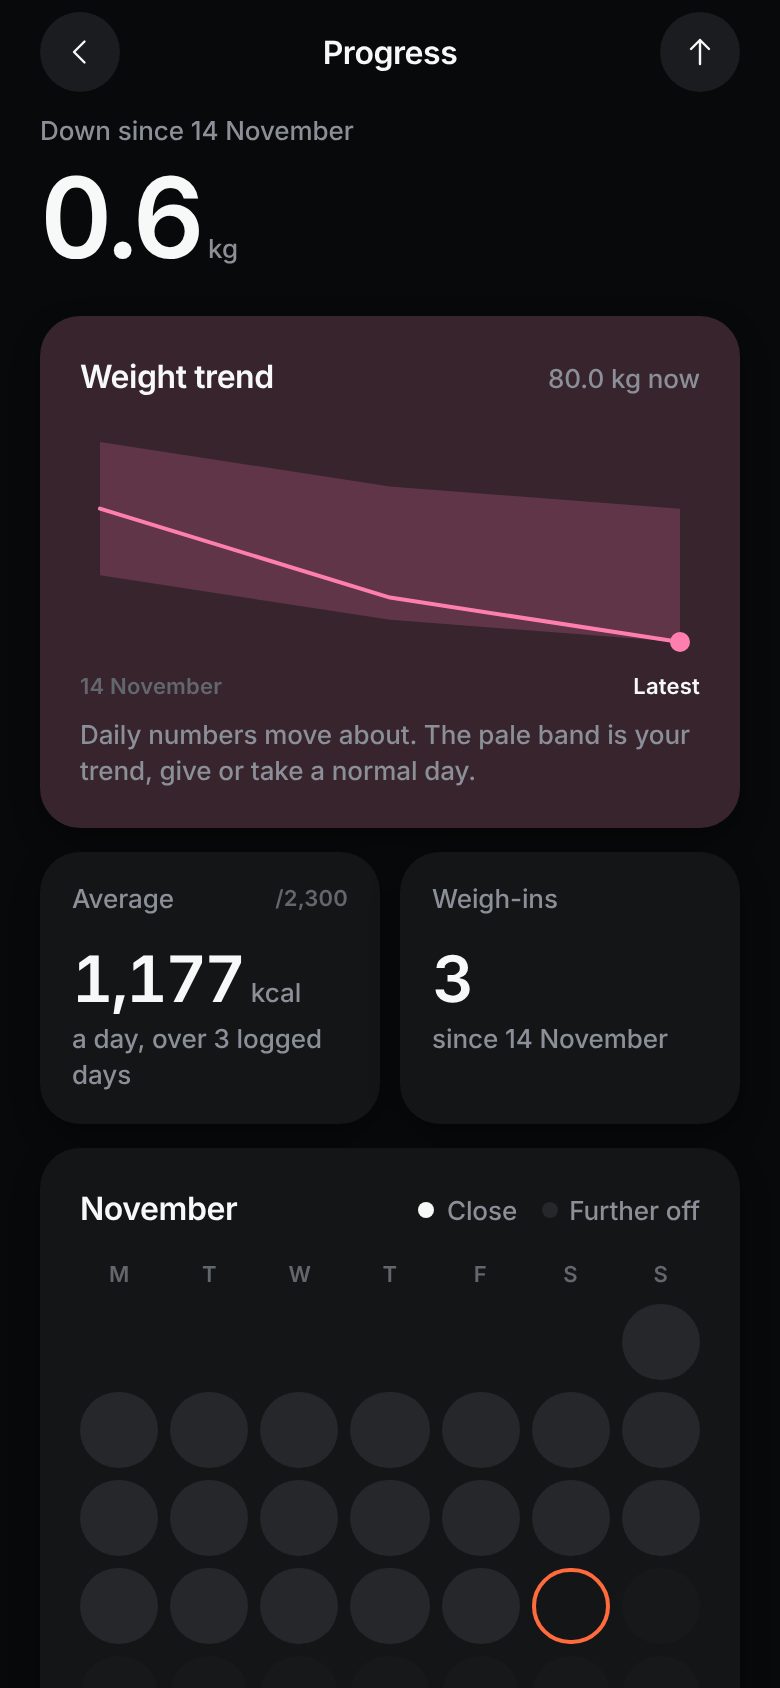 Progress
Down since 14 November
0.6 kg
Weight trend
80.0 kg now
14 November
Latest
Daily numbers move about. The pale band is your
trend, give or take a normal day.
Average
/2,300
1,177 kcal
a day, over 3 logged
days
Weigh-ins
3
since 14 November
November
Close
Further off
M T W T F S S